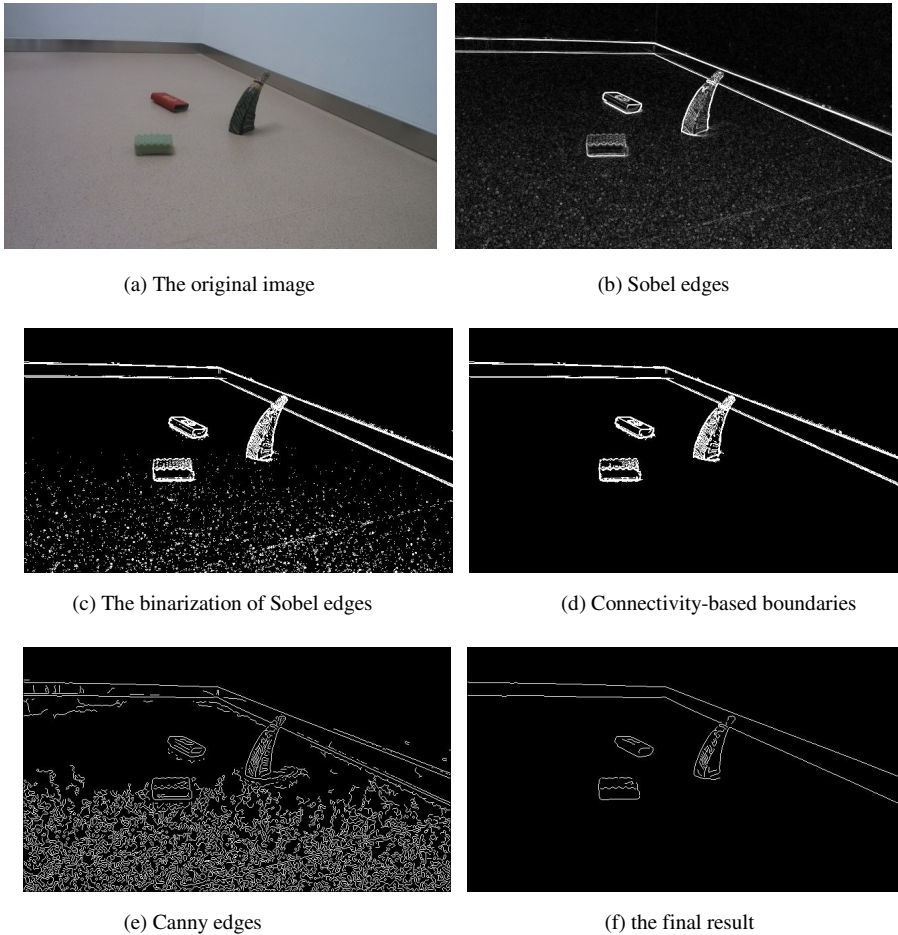 (a) The original image
(b) Sobel edges
(c) The binarization of Sobel edges
(d) Connectivity-based boundaries
(e) Canny edges
(f) the final result